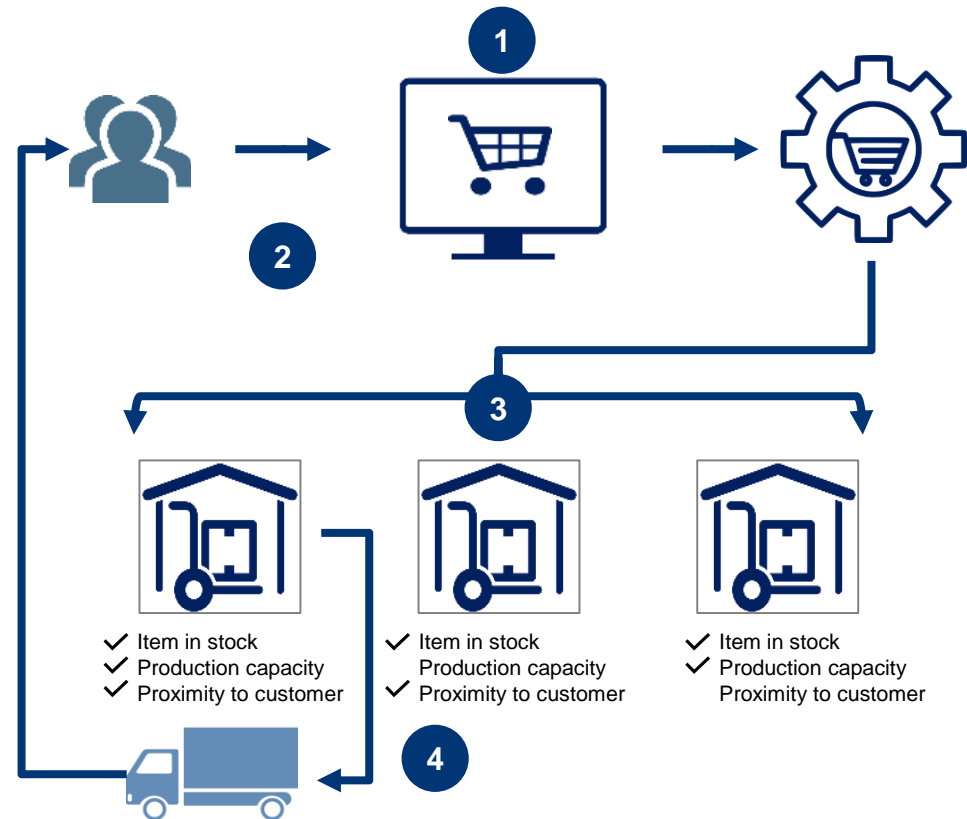 1
2
3
Item in stock
Production capacity
Proximity to customer
Item in stock
Production capacity
Proximity to customer
Item in stock
Production capacity
Proximity to customer
4